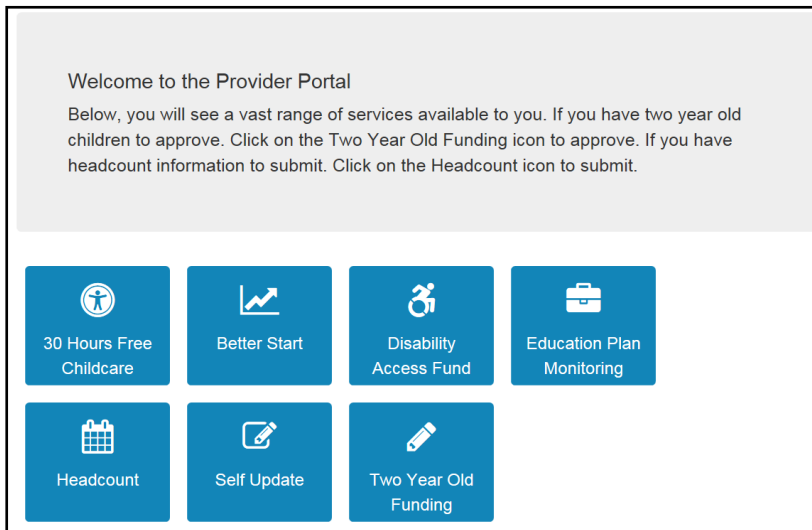 Welcome to the Provider Portal
Below, you will see a vast range of services available to you. If you have two year old
children to approve. Click on the Two Year Old Funding icon to approve. If you have
headcount information to submit. Click on the Headcount icon to submit.
30 Hours Free
Childcare
Better Start
Disability
Access Fund
Education Plan
Monitoring
Headcount
Self Update
Two Year Old
Funding